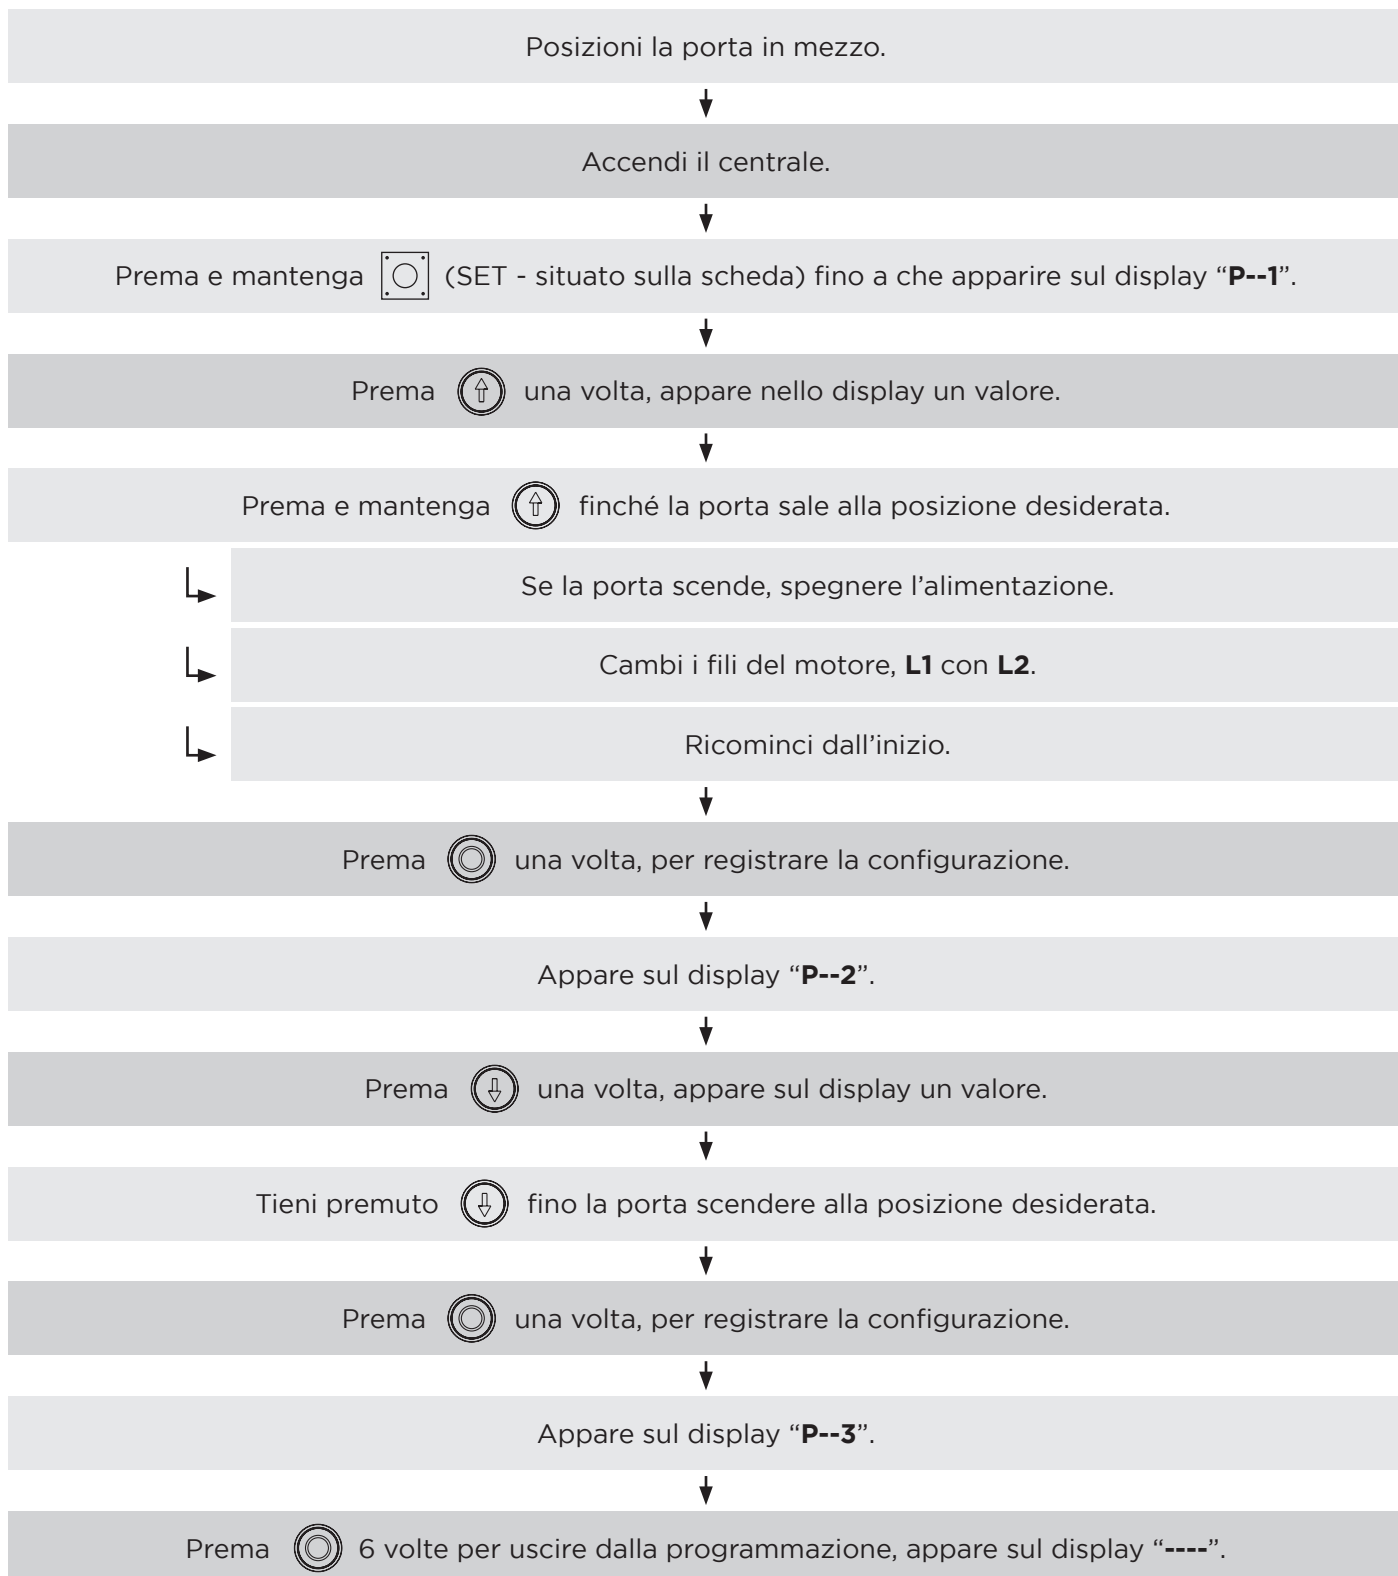 Posizioni la porta in mezzo.
Accendi il centrale.
Prema e mantenga (SET - situato sulla scheda) fino a che apparire sul display “P--1”.
Prema una volta, appare nello display un valore.
Prema e mantenga finché la porta sale alla posizione desiderata.
Se la porta scende, spegnere l’alimentazione.
Cambi i fili del motore, L1 con L2.
Ricominci dall’inizio.
Prema una volta, per registrare la configurazione.
Appare sul display “P--2”.
Prema una volta, appare sul display un valore.
Tieni premuto fino la porta scendere alla posizione desiderata.
Prema una volta, per registrare la configurazione.
Appare sul display “P--3”.
Prema 6 volte per uscire dalla programmazione, appare sul display “----”.